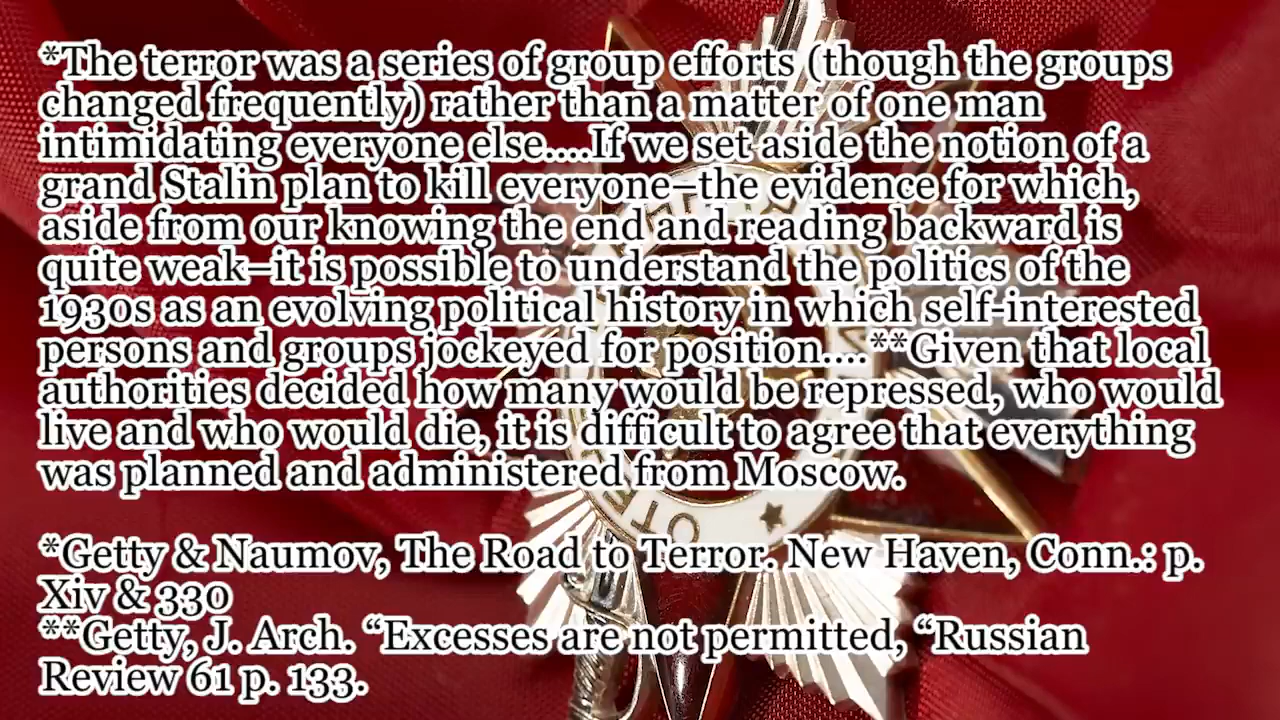 *The terror was a series of group efforts (though the groups
changed frequently) rather than a matter of one man
intimidating everyone else....If we set aside the notion of a
grand Stalin plan to kill everyone–the evidence for which,
aside from our knowing the end and reading backward is
quite weak–it is possible to understand the politics of the
1930s as an evolving political history in which self-interested
persons and groups jockeyed for position....**Given that local
authorities decided how many would be repressed, who would
live and who would die, it is difficult to agree that everything
was planned and administered from Moscow.
*Getty & Naumov, The Road to Terror. New Haven, Conn.: p.
Xiv & 330
**Getty, J. Arch. “Excesses are not permitted, “Russian
Review 61 p. 133.